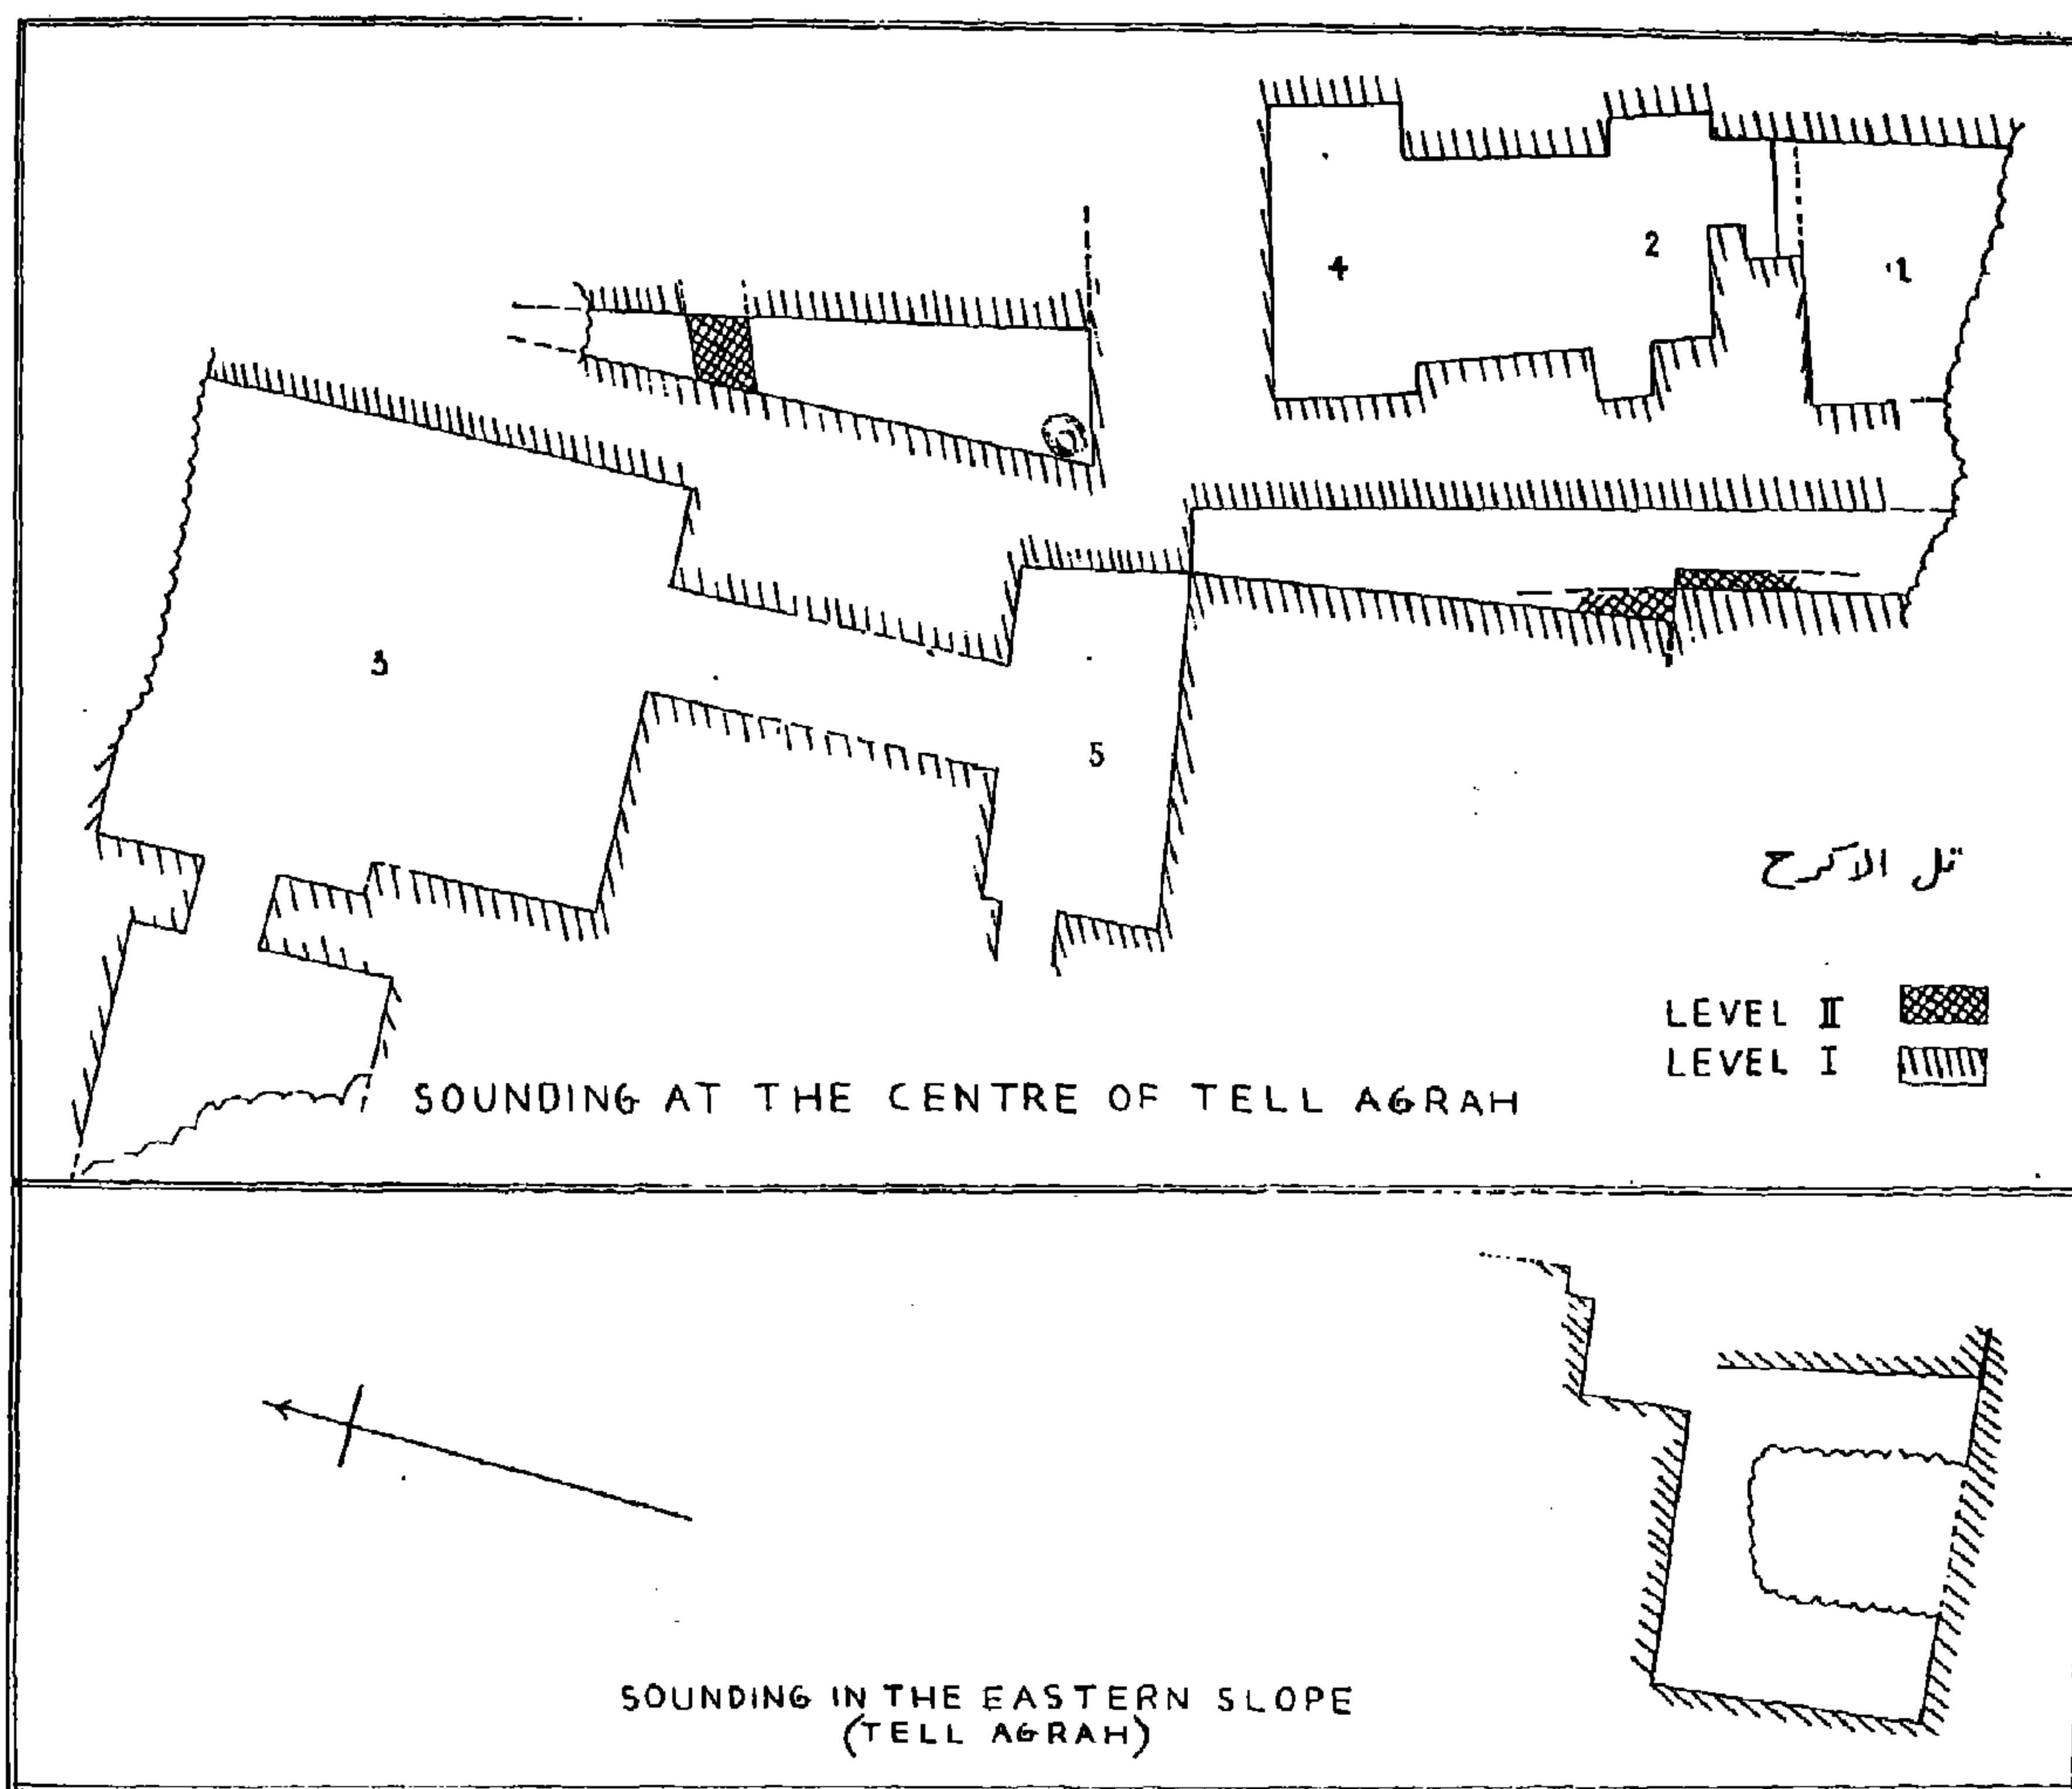 4
2
1
3
5
تل الاكرح
LEVEL II
LEVEL I
SOUNDING AT THE CENTRE OF TELL AGRAH
SOUNDING IN THE EASTERN SLOPE
(TELL AGRAH)